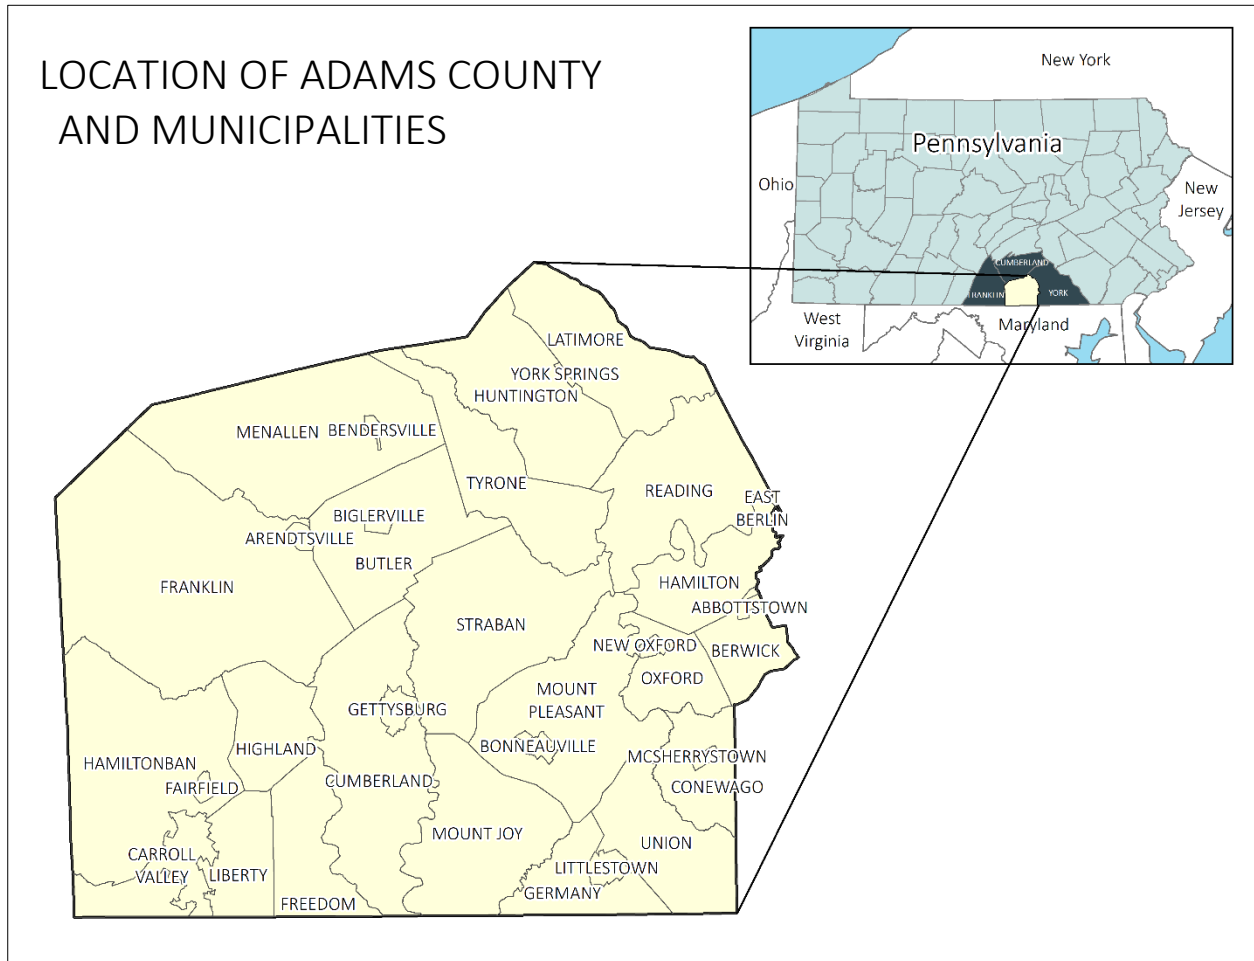 LOCATION OF ADAMS COUNTY
AND MUNICIPALITIES
New York
Pennsylvania
Ohio
New
Jersey
CUMBERLAND
FRANKLIN
YORK
West
Virginia
Maryland
LATIMORE
YORK SPRINGS
HUNTINGTON
MENALLEN
BENDERSVILLE
TYRONE
READING
EAST
BERLIN
BIGLERVILLE
ARENDTSVILLE
BUTLER
FRANKLIN
HAMILTON
ABBOTTSTOWN
STRABAN
NEW OXFORD
BERWICK
OXFORD
MOUNT
PLEASANT
GETTYSBURG
HIGHLAND
BONNEAUVILLE
MCSHERRYSTOWN
HAMILTONBAN
FAIRFIELD
CUMBERLAND
CONEWAGO
MOUNT JOY
UNION
CARROLL
VALLEY
LIBERTY
LITTLESTOWN
GERMANY
FREEDOM